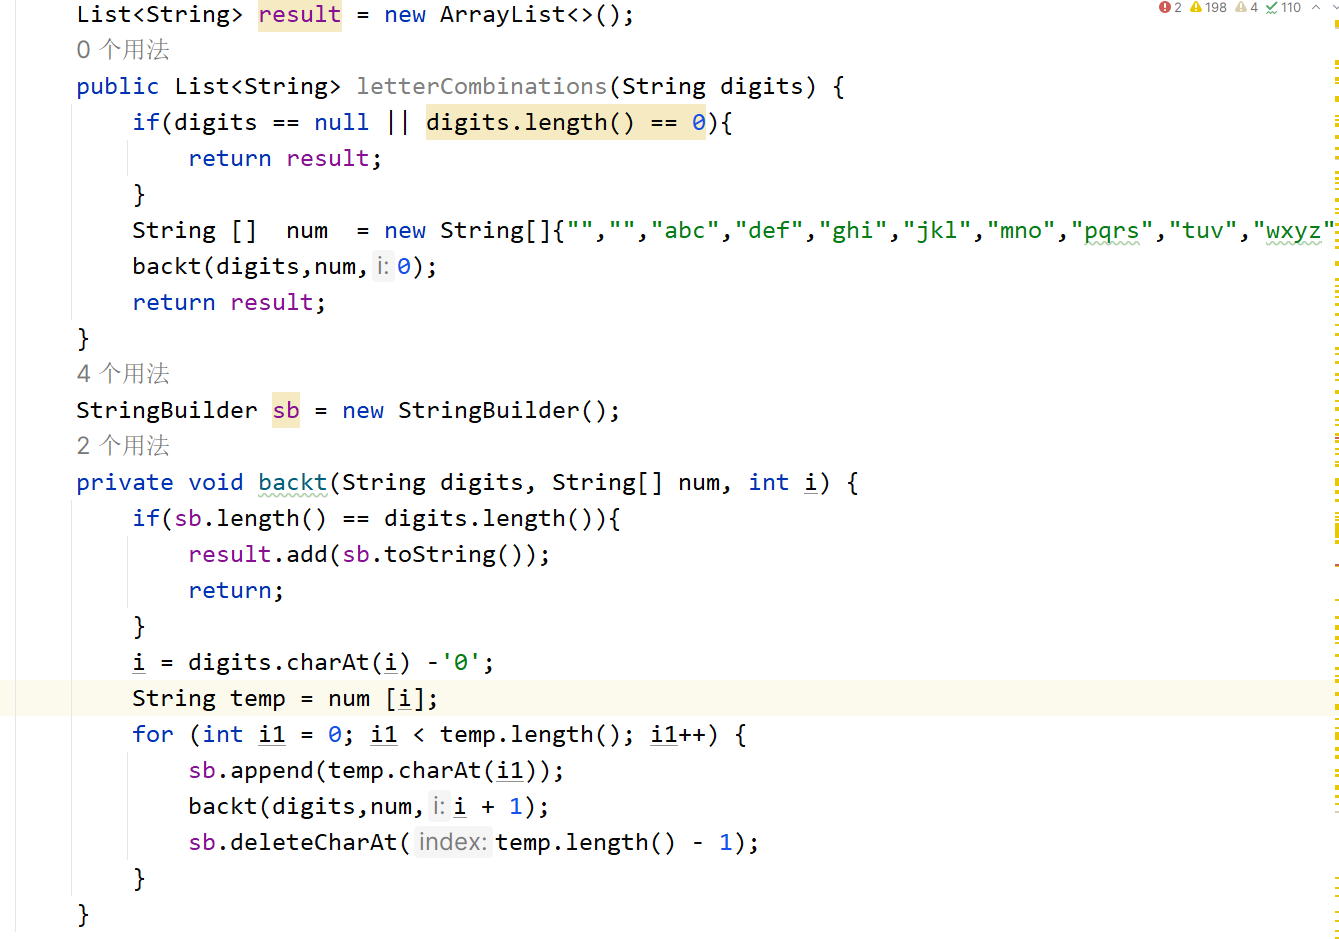 2 198 4 110
List<String> result = new ArrayList<>();
0 个用法
public List<String> letterCombinations(String digits) {
if(digits == null || digits.length() == 0){
return result;
}
String [] num = new String[]{"","","abc","def","ghi","jkl","mno","pqrs","tuv","wxyz"
backt(digits,num, i: 0);
return result;
}
4 个用法
StringBuilder sb = new StringBuilder();
2 个用法
private void backt(String digits, String[] num, int i) {
if(sb.length() == digits.length()){
result.add(sb.toString());
return;
}
i = digits.charAt(i) -'0';
String temp = num [i];
for (int i1 = 0; i1 < temp.length(); i1++) {
sb.append(temp.charAt(i1));
backt(digits,num, i: i + 1);
sb.deleteCharAt( index: temp.length() - 1);
}
}